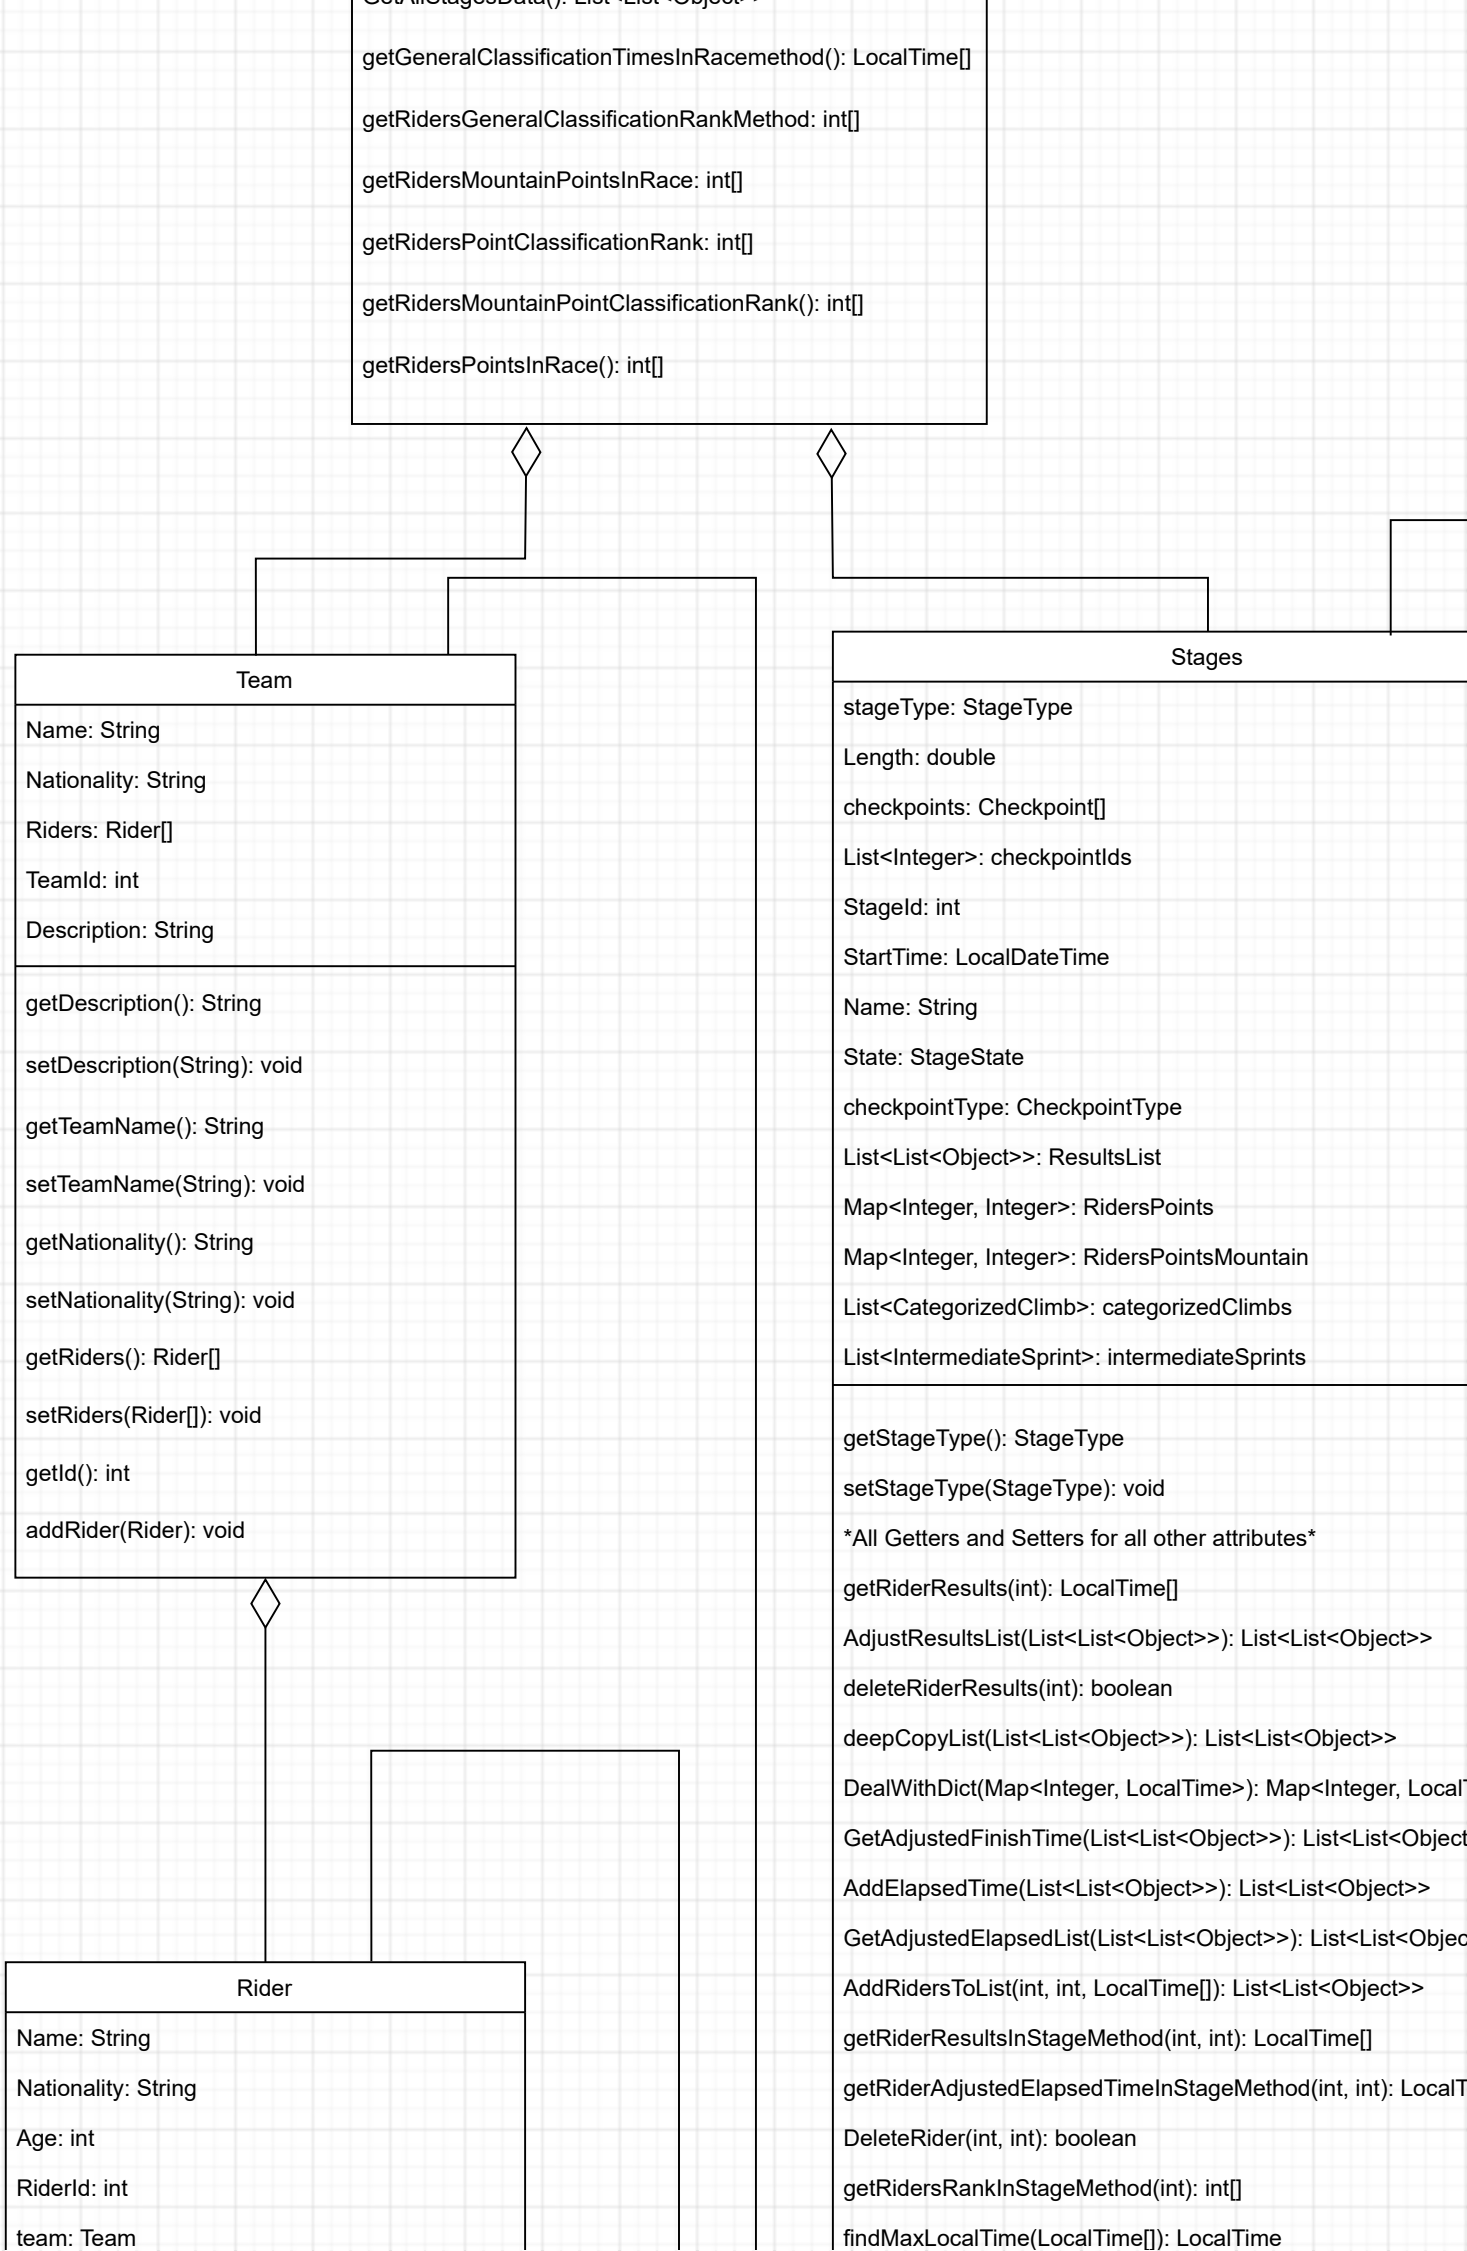 GetAllStagesData(): List<List<Object>>
getGeneralClassificationTimesInRacemethod(): LocalTime[]
getRidersGeneralClassificationRankMethod: int[]
getRidersMountainPointsInRace: int[]
getRidersPointClassificationRank: int[]
getRidersMountainPointClassificationRank(): int[]
getRidersPointsInRace(): int[]
Team
Name: String
Nationality: String
Riders: Rider[]
TeamId: int
Description: String
getDescription(): String
setDescription(String): void
getTeamName(): String
setTeamName(String): void
getNationality(): String
setNationality(String): void
getRiders(): Rider[]
setRiders(Rider[]): void
getId(): int
addRider(Rider): void
Rider
Name: String
Nationality: String
Age: int
RiderId: int
team: Team
Stages
stageType: StageType
Length: double
checkpoints: Checkpoint[]
List<Integer>: checkpointIds
StageId: int
StartTime: LocalDateTime
Name: String
State: StageState
checkpointType: CheckpointType
List<List<Object>>: ResultsList
Map<Integer, Integer>: RidersPoints
Map<Integer, Integer>: RidersPointsMountain
List<CategorizedClimb>: categorizedClimbs
List<IntermediateSprint>: intermediateSprints
getStageType(): StageType
setStageType(StageType): void
*All Getters and Setters for all other attributes*
getRiderResults(int): LocalTime[]
AdjustResultsList(List<List<Object>>): List<List<Object>>
deleteRiderResults(int): boolean
deepCopyList(List<List<Object>>): List<List<Object>>
DealWithDict(Map<Integer, LocalTime>): Map<Integer, LocalT
GetAdjustedFinishTime(List<List<Object>>): List<List<Object
AddElapsedTime(List<List<Object>>): List<List<Object>>
GetAdjustedElapsedList(List<List<Object>>): List<List<Objec
AddRidersToList(int, int, LocalTime[]): List<List<Object>>
getRiderResultsInStageMethod(int, int): LocalTime[]
getRiderAdjustedElapsedTimeInStageMethod(int, int): LocalT
DeleteRider(int, int): boolean
getRidersRankInStageMethod(int): int[]
findMaxLocalTime(LocalTime[]): LocalTime